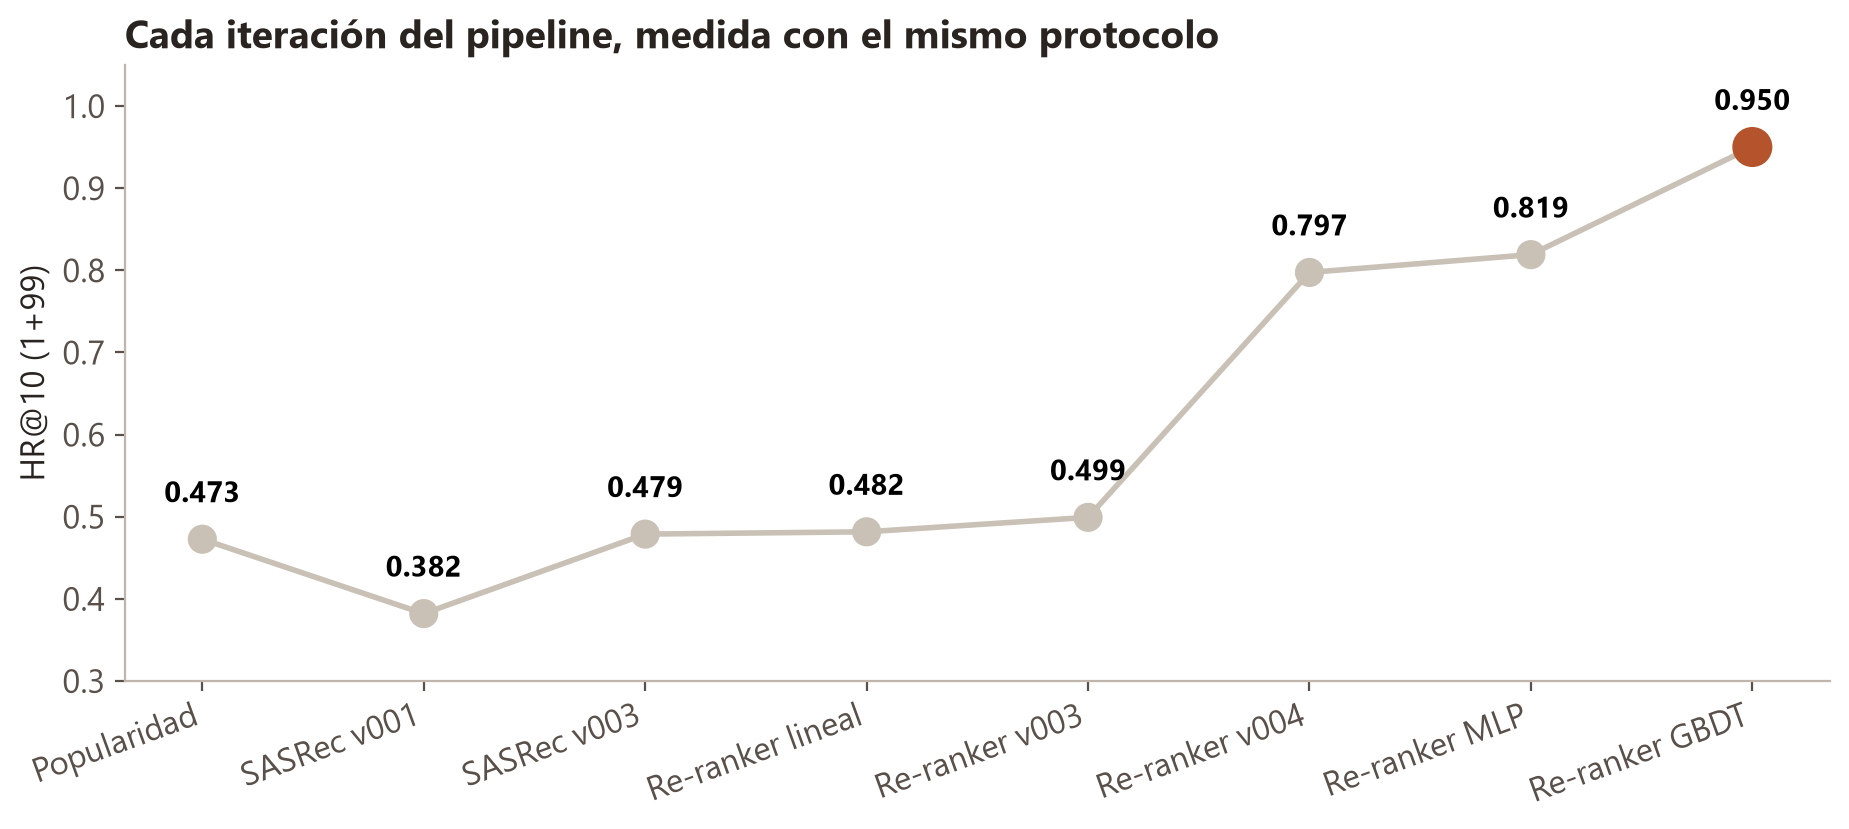 Cada iteración del pipeline, medida con el mismo protocolo
HR@10 (1+99)
1.0
0.9
0.8
0.7
0.6
0.5
0.4
0.3
0.473
0.382
0.479
0.482
0.499
0.797
0.819
0.950
Popularidad
SASRec v001
SASRec v003
Re-ranker lineal
Re-ranker v003
Re-ranker v004
Re-ranker MLP
Re-ranker GBDT